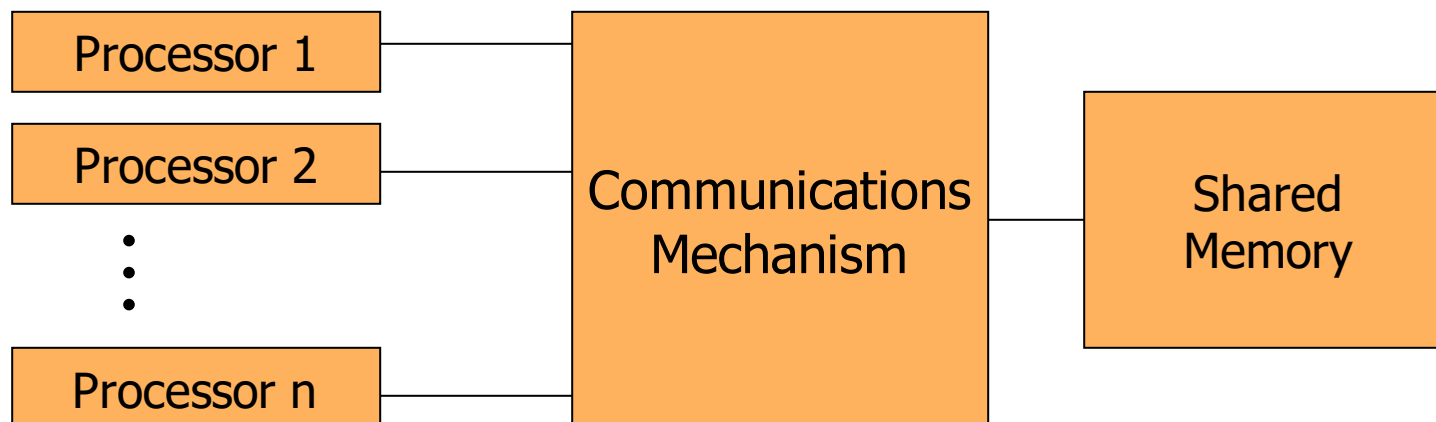 Processor 1
Processor 2
Processor n
Communications
Mechanism
Shared
Memory